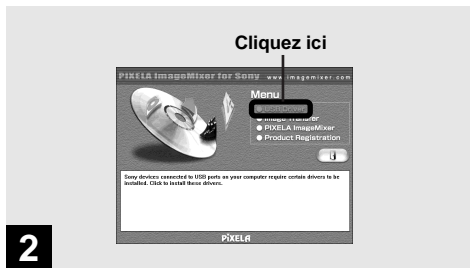 Cliquez ici
PIXELA ImageMixer for Sony www.imagemixer.com
Menu
USB Driver
Image Transfer
PIXELA ImageMixer
Product Registration
Sony devices connected to USB ports on your computer require certain drivers to be
installed. Click to install these drivers.
PIXELA
2